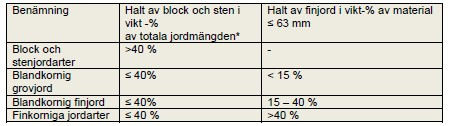 Benämning Halt av block och sten i Halt av finjord i vikt-% av material
vikt -% ≤ 63 mm
av totala jordmängden*
Block och >40 % -
stenjordarter
Blandkornig ≤ 40% < 15 %
grovjord
Blandkornig finjord ≤ 40% 15 – 40 %
Finkorniga jordarter ≤ 40 % >40 %